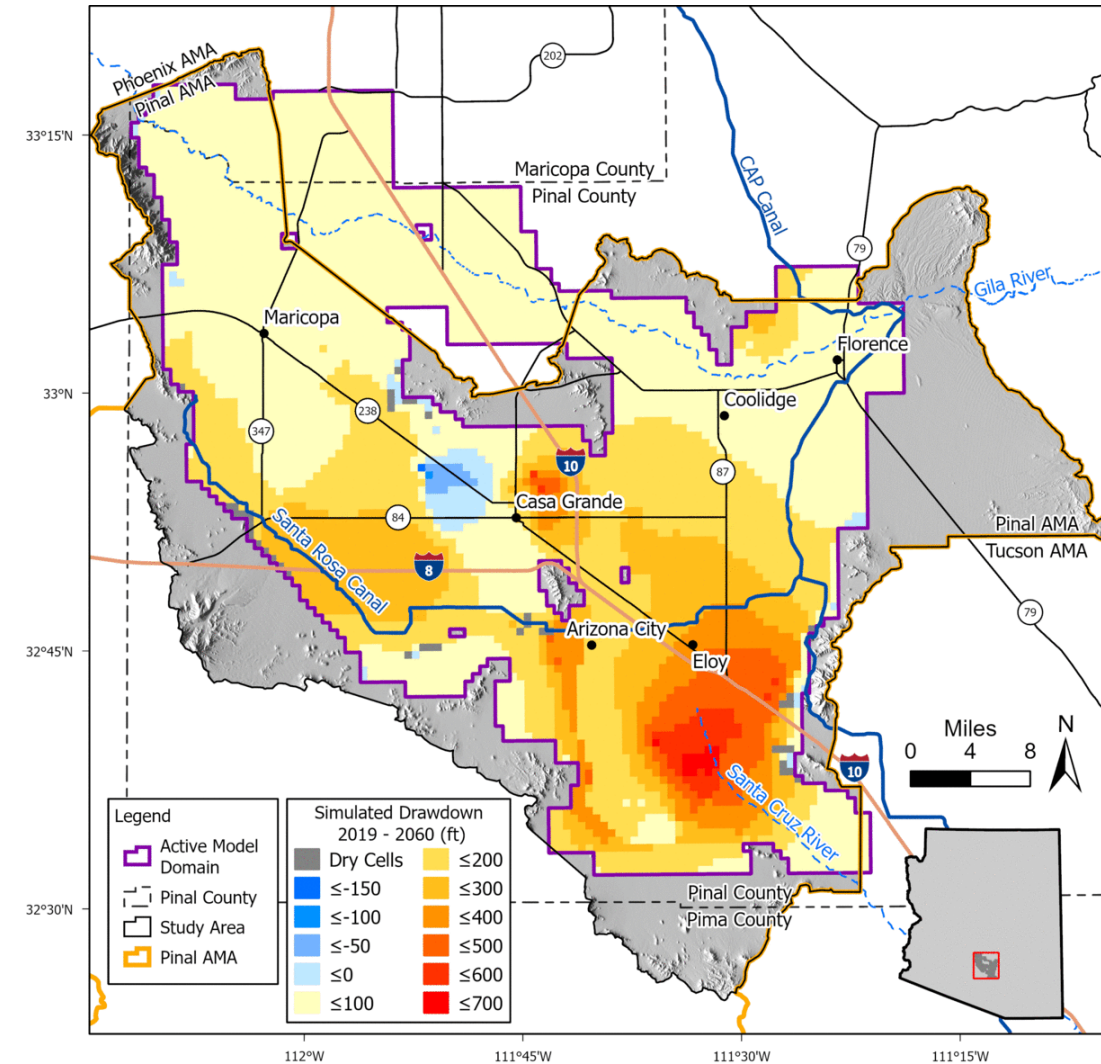 Phoenix AMA
Pinal AMA
202
33°15'N
Maricopa County
Pinal County
CAP Canal
79
Gila River
Maricopa
Florence
33°N
Coolidge
238
347
10
87
Casa Grande
84
Pinal AMA
Tucson AMA
Santa Rosa Canal
8
79
Arizona City
32°45'N
Eloy
Miles
N
0 4 8
10
Santa Cruz River
Legend
Active Model
Domain
Pinal County
Study Area
Pinal AMA
Simulated Drawdown
2019 - 2060 (ft)
Dry Cells
≤-150
≤-100
≤-50
≤0
≤100
≤200
≤300
≤400
≤500
≤600
≤700
Pinal County
Pima County
32°30'N
112°W
111°45'W
111°30'W
111°15'W